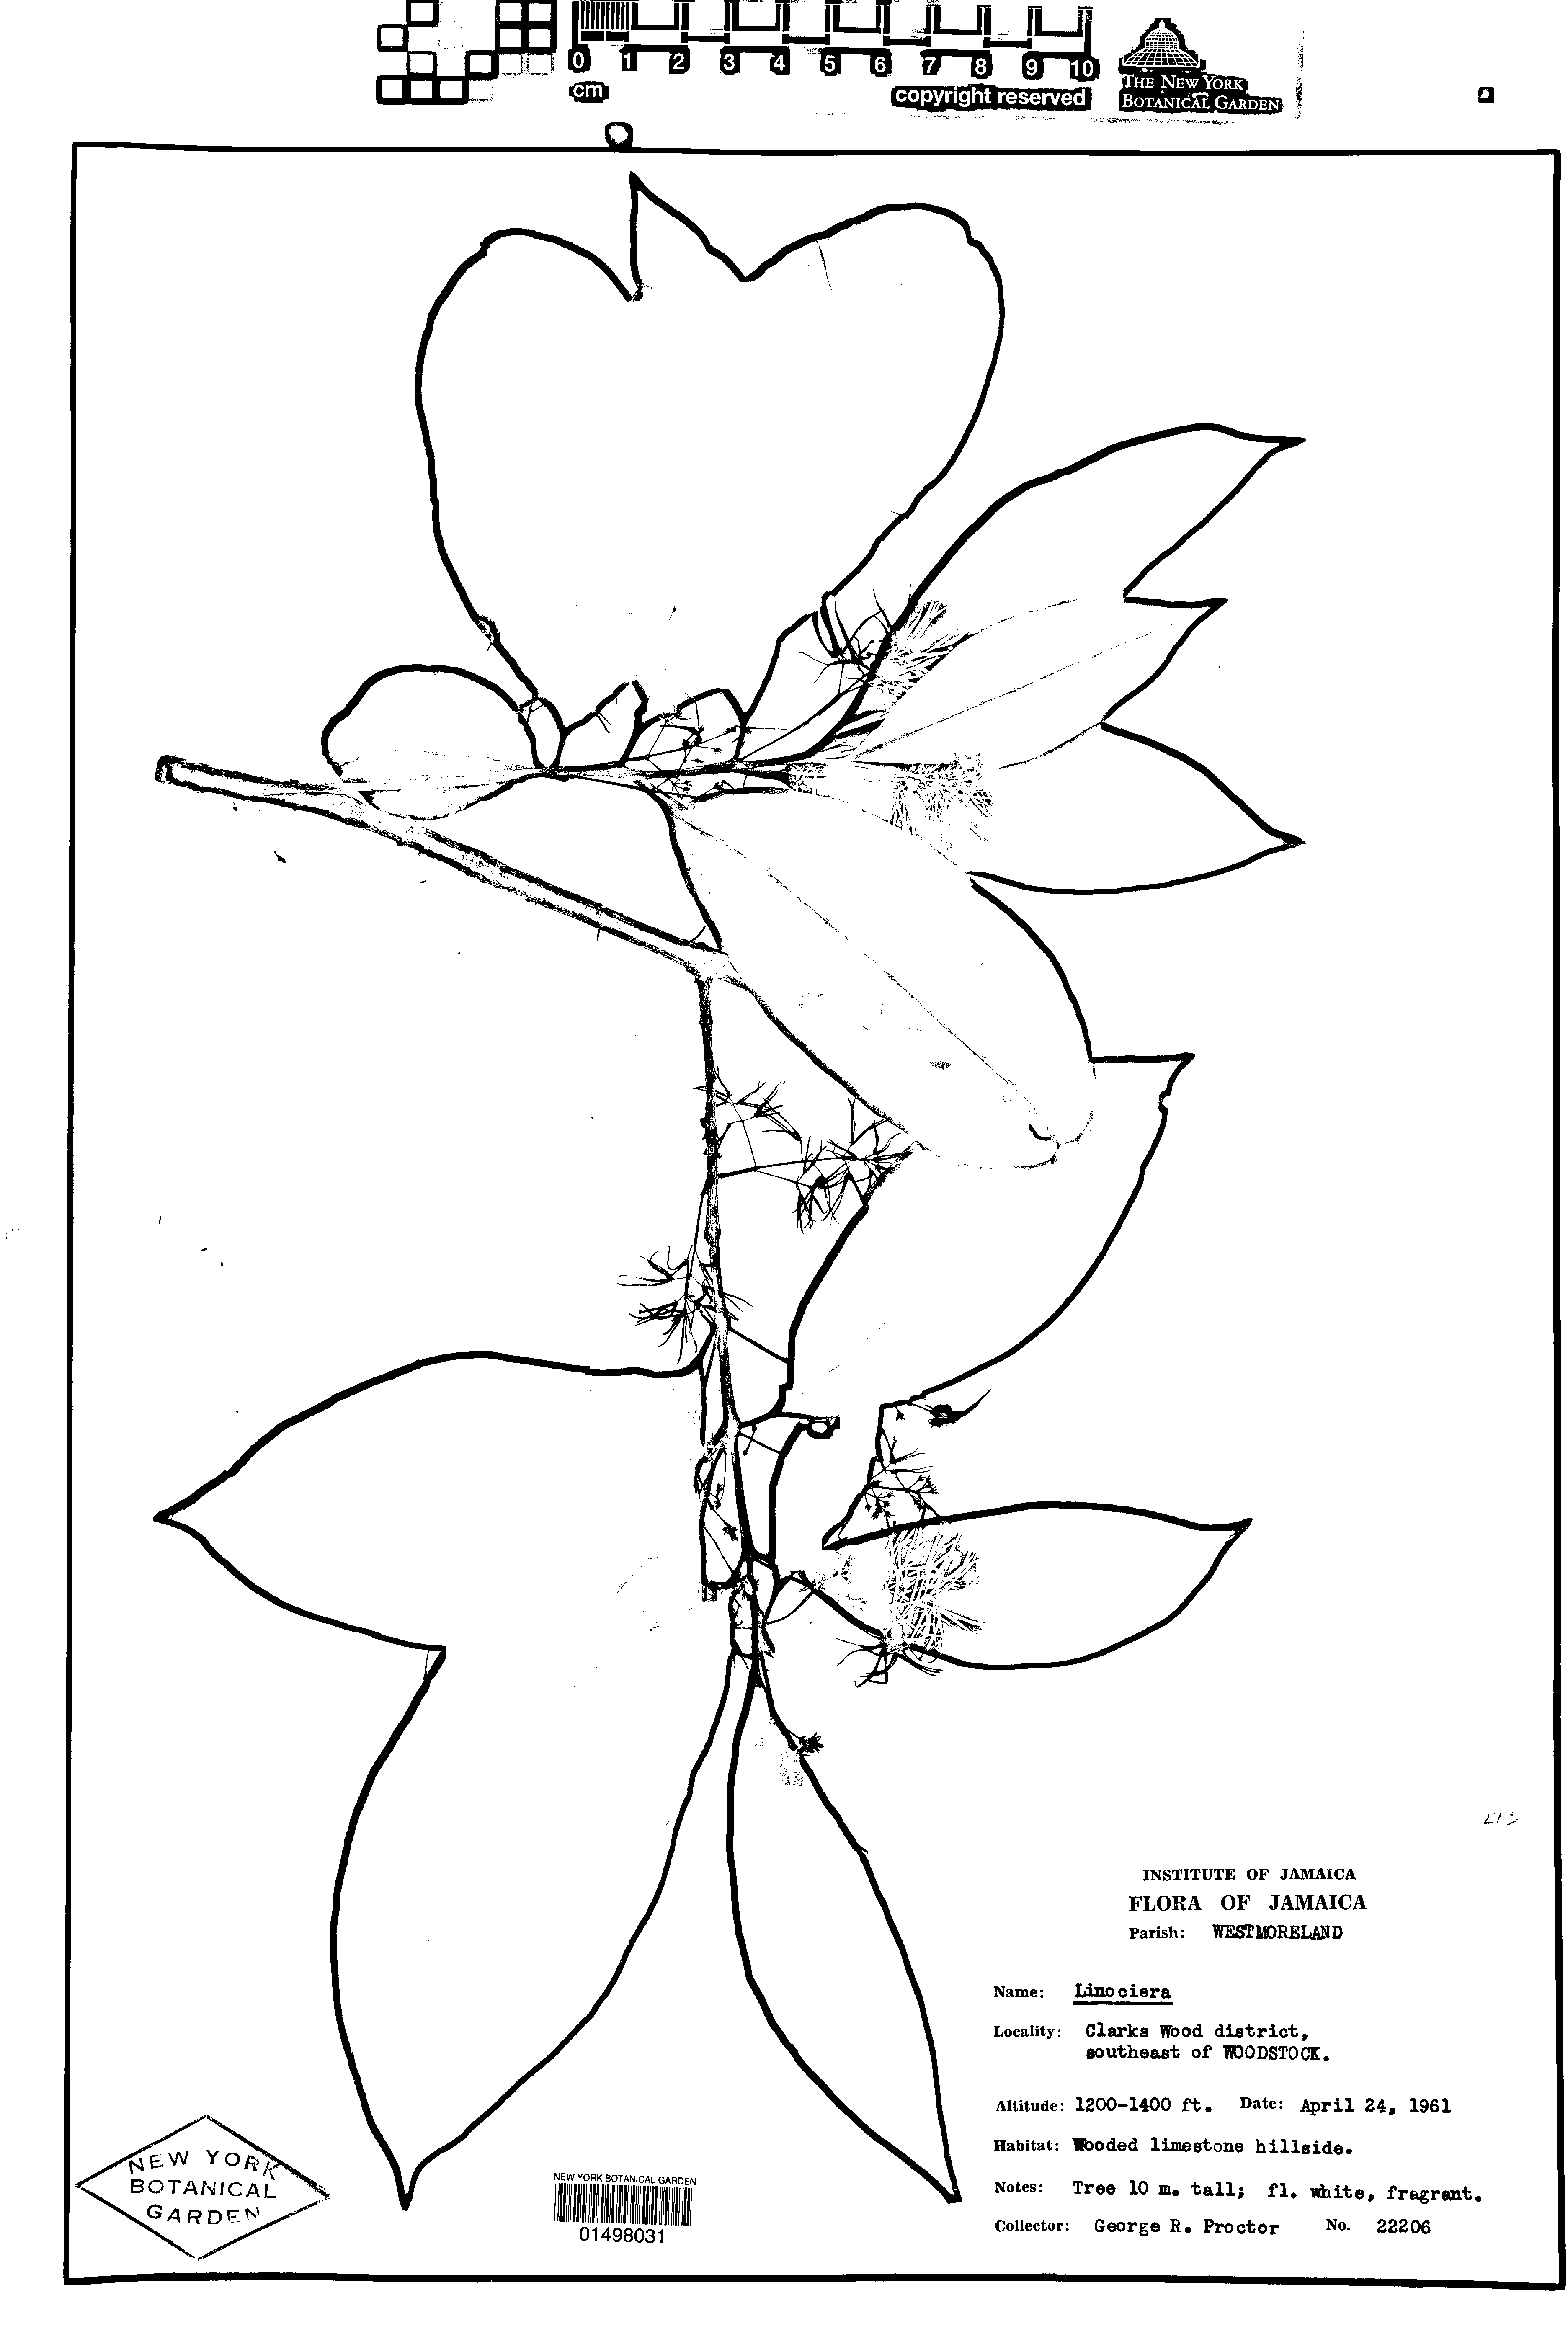 0 1 2 3 4 5 6 7 8 9 10
cm
copyright reserved
THE NEW YORK
BOTANICAL GARDEN
INSTITUTE OF JAMAICA
FLORA OF JAMAICA
Parish: WESTMORELAND
Name: Linociera
Locality: Clarks Wood district,
southeast of WOODSTOCK.
Altitude: 1200-1400 ft. Date: April 24, 1961
Habitat: Wooded limestone hillside.
Notes: Tree 10 m. tall; fl. white, fragrant.
Collector: George R. Proctor No. 22206
NEW YORK
BOTANICAL
GARDEN
NEW YORK BOTANICAL GARDEN
01498031